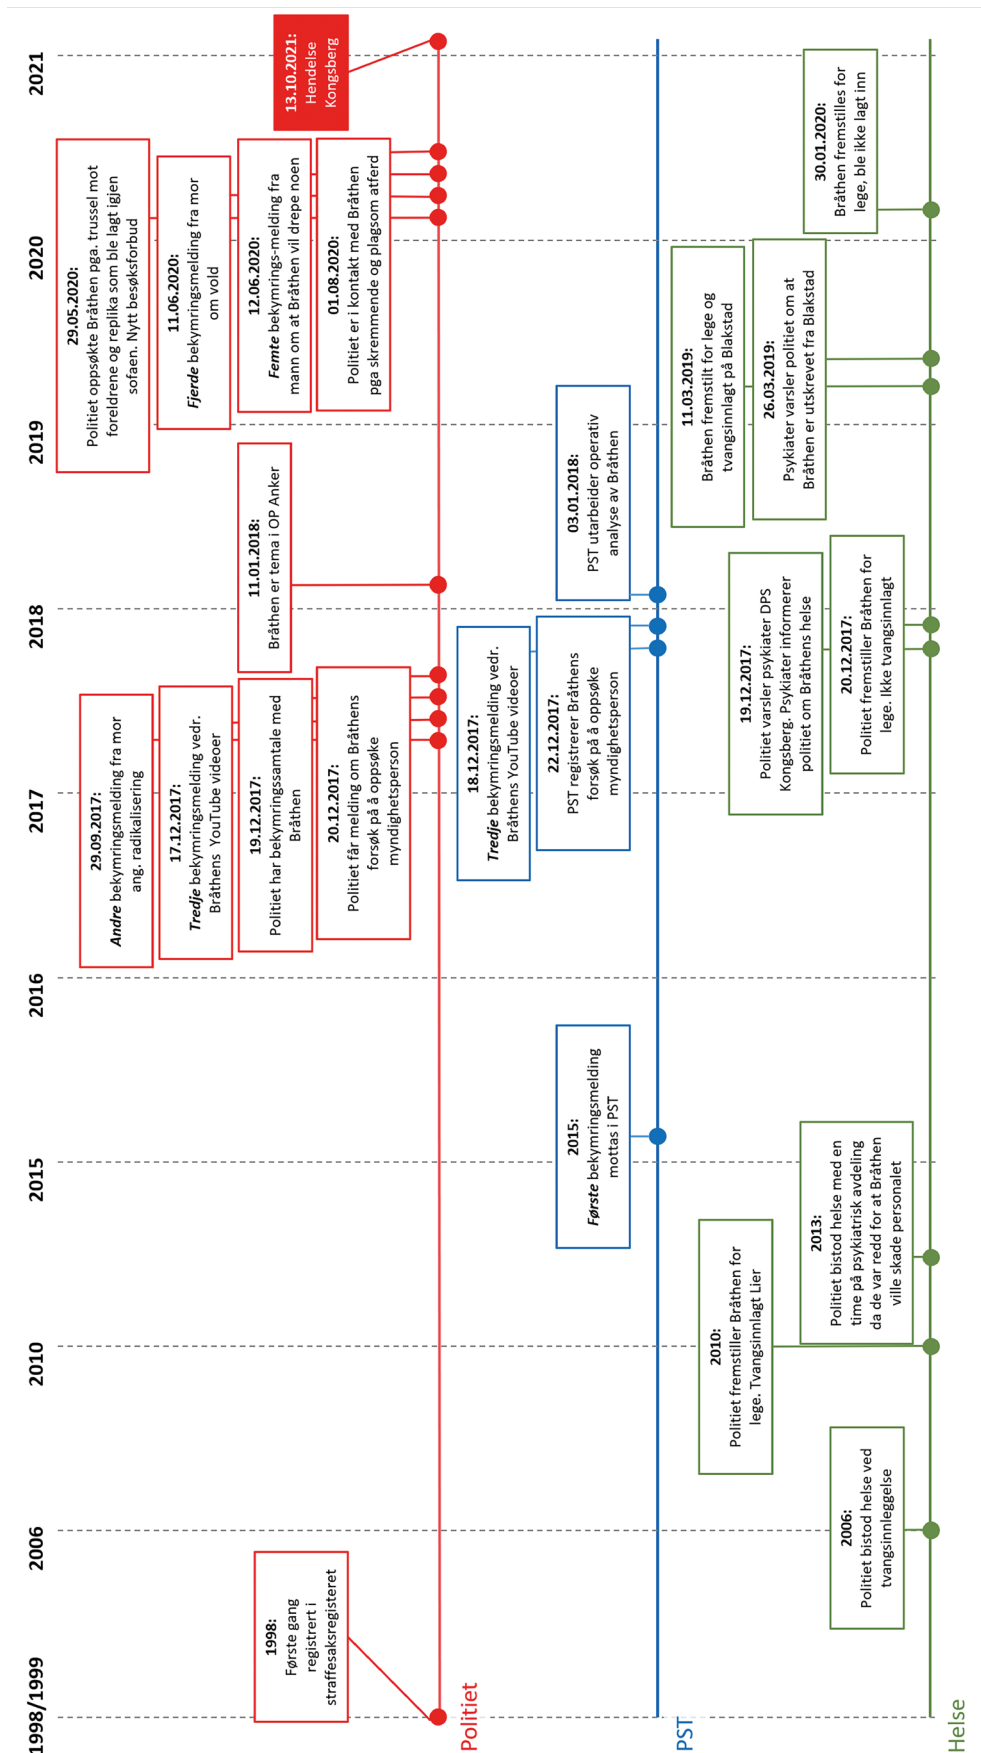 1998/1999
2006
2010
2015
2016
2017
2018
2019
2020
2021
1998:
Første gang
registrert i
straffesaksregisteret
29.09.2017:
Andre bekymringsmelding fra mor
ang. radikalisering
17.12.2017:
Tredje bekymringsmelding vedr.
Bråthens YouTube videoer
19.12.2017:
Politiet har bekymringssamtale med
Bråthen
20.12.2017:
Politiet får melding om Bråthens
forsøk på å oppsøke
myndighetsperson
11.01.2018:
Bråthen er tema i OP Anker
29.05.2020:
Politiet oppsøkte Bråthen pga. trussel mot
foreldrene og replika som ble lagt igjen
sofaen. Nytt besøksforbud
11.06.2020:
Fjerde bekymringsmelding fra mor
om vold
12.06.2020:
Femte bekymrings-melding fra
mann om at Bråthen vil drepe noen
01.08.2020:
Politiet er i kontakt med Bråthen
pga skremmende og plagsom atferd
13.10.2021:
Hendelse
Kongsberg
Politiet
2015:
Første bekymringsmelding
mottas i PST
18.12.2017:
Tredje bekymringsmelding vedr.
Bråthens YouTube videoer
22.12.2017:
PST registrerer Bråthens
forsøk på å oppsøke
myndighetsperson
03.01.2018:
PST utarbeider operativ
analyse av Bråthen
PST
2006:
Politiet bistod helse ved
tvangsinnleggelse
2010:
Politiet fremstiller Bråthen for
lege. Tvangsinnlagt Lier
2013:
Politiet bistod helse med en
time på psykiatrisk avdeling
da de var redd for at Bråthen
ville skade personalet
19.12.2017:
Politiet varsler psykiater DPS
Kongsberg. Psykiater informerer
politiet om Bråthens helse
20.12.2017:
Politiet fremstiller Bråthen for
lege. Ikke tvangsinnlagt
11.03.2019:
Bråthen fremstilt for lege og
tvangsinnlagt på Blakstad
26.03.2019:
Psykiater varsler politiet om at
Bråthen er utskrevet fra Blakstad
30.01.2020:
Bråthen fremstilles for
lege, ble ikke lagt inn
Helse